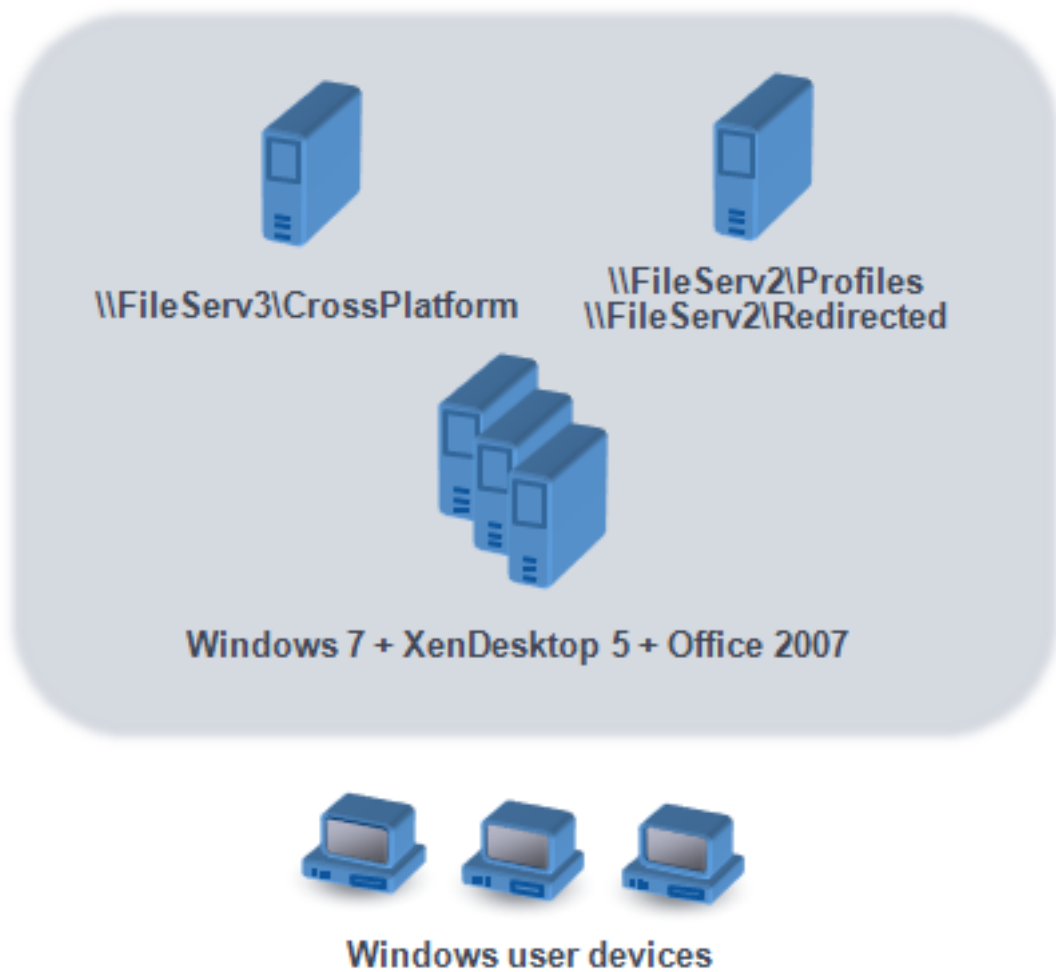 \\FileServ3\CrossPlatform
\\FileServ2\Profiles
\\FileServ2\Redirected
Windows 7 + XenDesktop 5 + Office 2007
Windows user devices